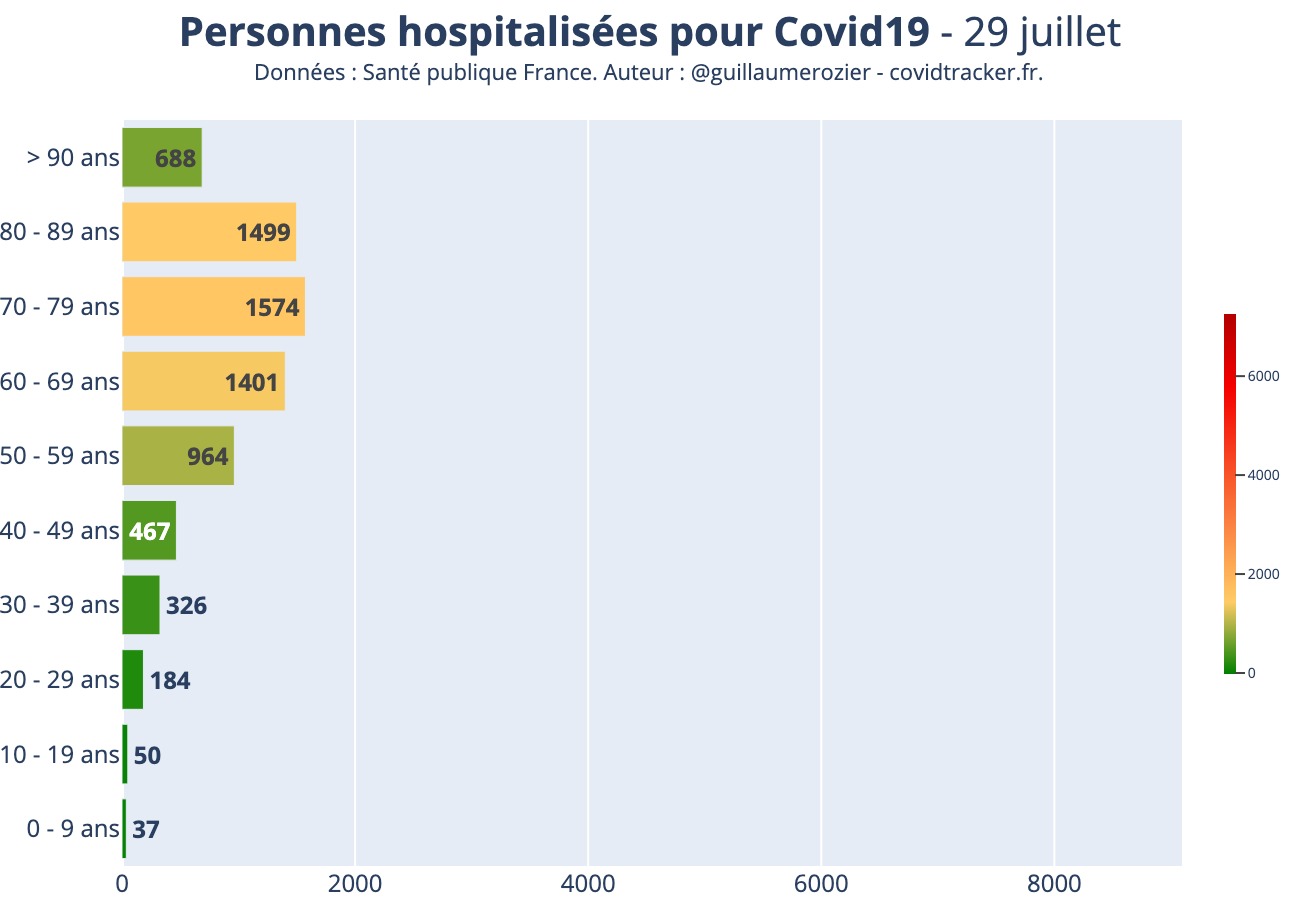 Personnes hospitalisées pour Covid19 - 29 juillet
Données : Santé publique France. Auteur : @guillaumerozier - covidtracker.fr.
> 90 ans 688
80 - 89 ans 1499
70 - 79 ans 1574
60 - 69 ans 1401
50 - 59 ans 964
40 - 49 ans 467
30 - 39 ans 326
20 - 29 ans 184
10 - 19 ans 50
0 - 9 ans 37
0 2000 4000 6000 8000
6000
4000
2000
0